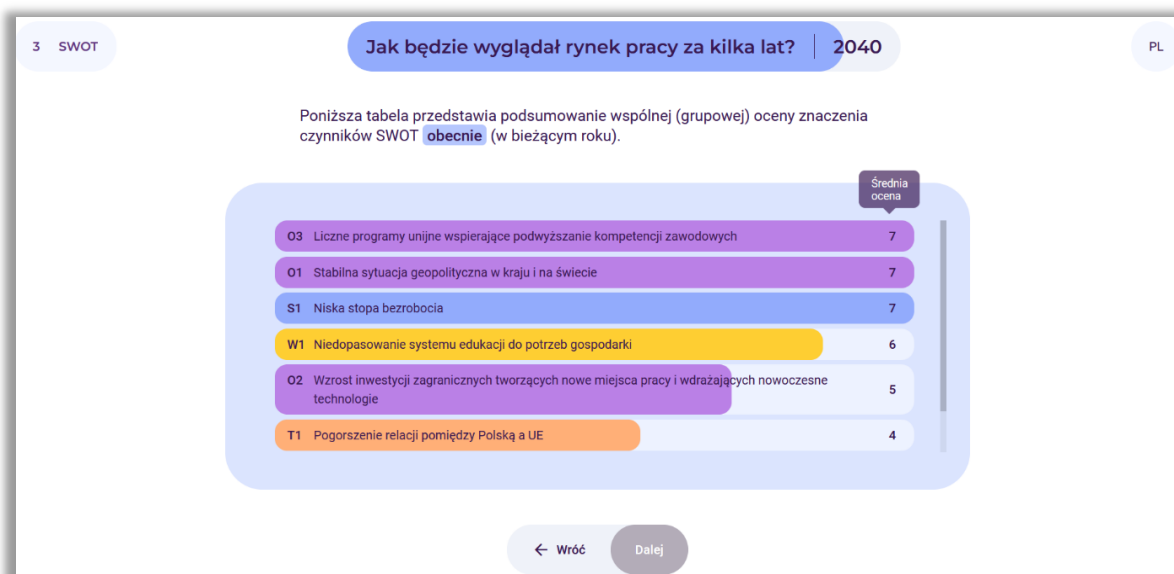 3 SWOT
Jak będzie wyglądał rynek pracy za kilka lat? 2040
PL
Poniższa tabela przedstawia podsumowanie wspólnej (grupowej) oceny znaczenia
czynników SWOT obecnie (w bieżącym roku).
Średnia
ocena
O3 Liczne programy unijne wspierające podwyższanie kompetencji zawodowych 7
O1 Stabilna sytuacja geopolityczna w kraju i na świecie 7
S1 Niska stopa bezrobocia 7
W1 Niedopasowanie systemu edukacji do potrzeb gospodarki 6
O2 Wzrost inwestycji zagranicznych tworzących nowe miejsca pracy i wdrażających nowoczesne
technologie 5
T1 Pogorszenie relacji pomiędzy Polską a UE 4
← Wróć
Dalej